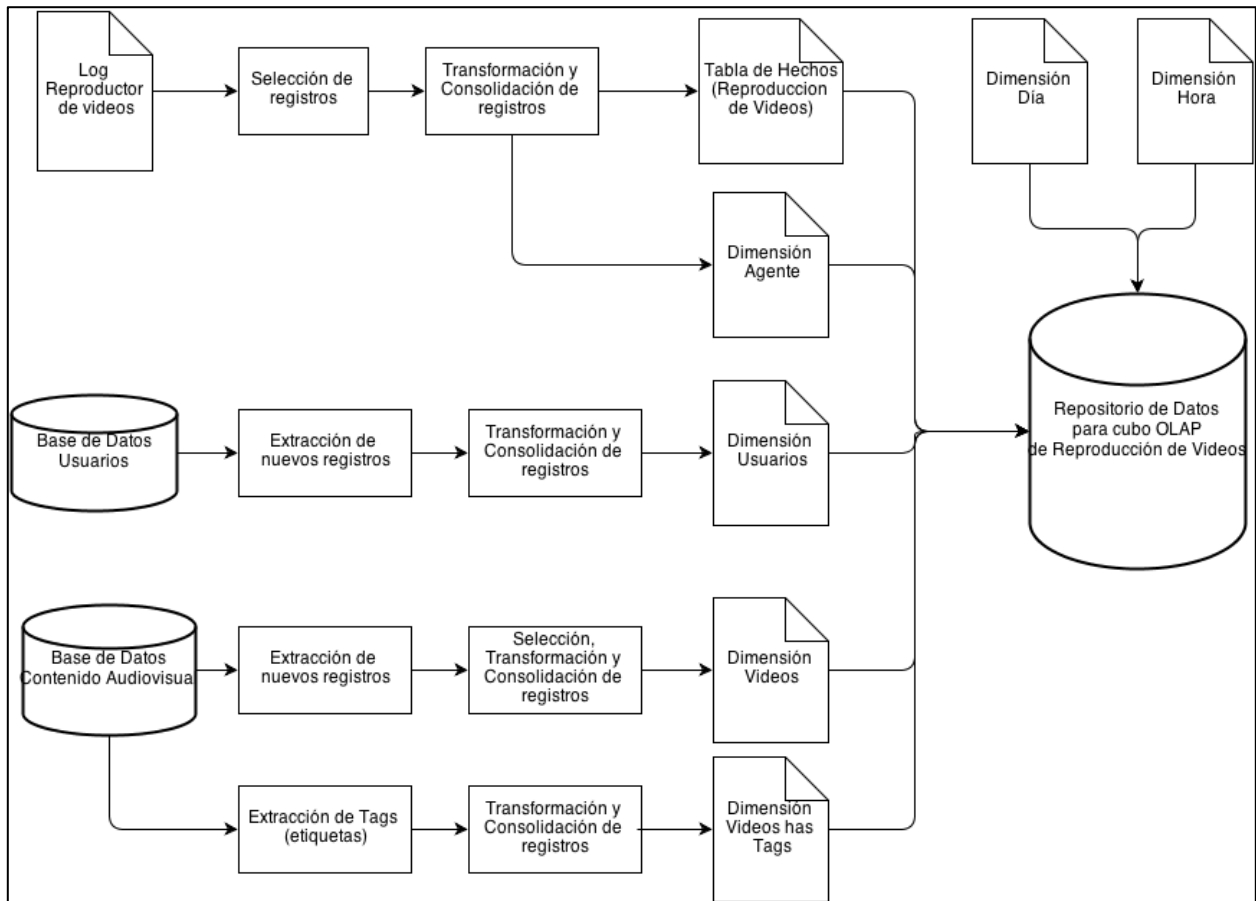 Log
Reproductor
de videos
Selección de
registros
Transformación y
Consolidación de
registros
Tabla de Hechos
(Reproduccion
de Videos)
Dimensión
Día
Dimensión
Hora
Dimensión
Agente
Base de Datos
Usuarios
Extracción de
nuevos registros
Transformación y
Consolidación de
registros
Dimensión
Usuarios
Repositorio de Datos
para cubo OLAP
de Reproducción de Videos
Base de Datos
Contenido Audiovisual
Extracción de
nuevos registros
Selección,
Transformación y
Consolidación de
registros
Dimensión
Videos
Extracción de Tags
(etiquetas)
Transformación y
Consolidación de
registros
Dimensión
Videos has
Tags